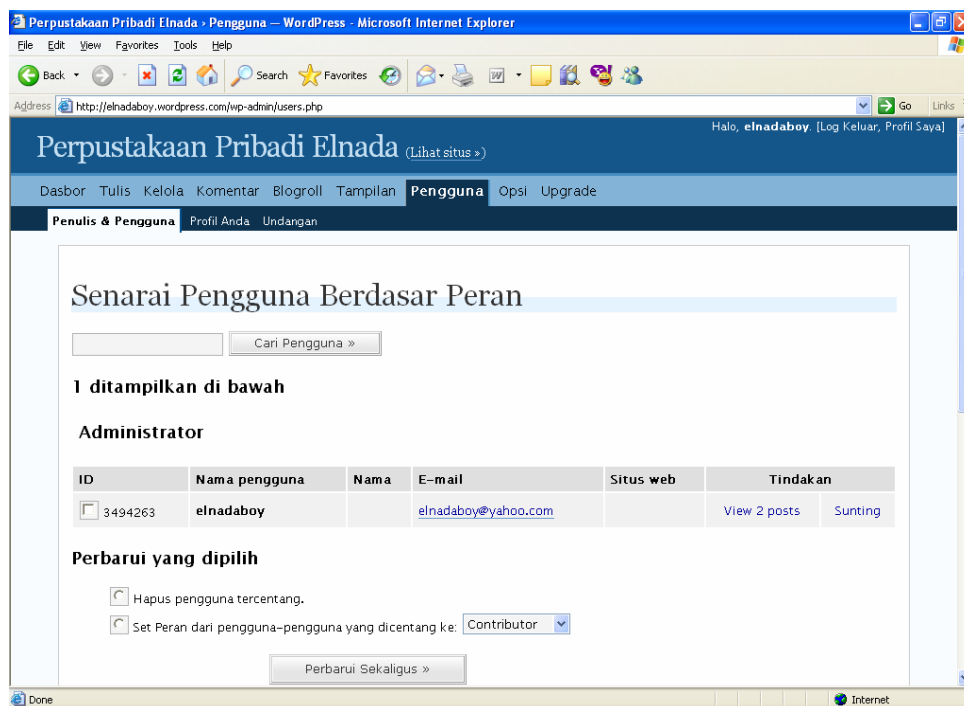 Perpustakaan Pribadi Elnada › Pengguna — WordPress - Microsoft Internet Explorer
File Edit View Favorites Tools Help
Back Search Favorites
Address http://elnadaboy.wordpress.com/wp-admin/users.php Go Links
Halo, elnadaboy. [Log Keluar, Profil Saya]
Perpustakaan Pribadi Elnada (Lihat situs »)
Dasbor Tulis Kelola Komentar Blogroll Tampilan Pengguna Opsi Upgrade
Penulis & Pengguna Profil Anda Undangan
Senarai Pengguna Berdasar Peran
Cari Pengguna »
1 ditampilkan di bawah
Administrator
ID Nama pengguna Nama E-mail Situs web Tindakan
3494263 elnadaboy elnadaboy@yahoo.com View 2 posts Sunting
Perbarui yang dipilih
Hapus pengguna tercentang.
Set Peran dari pengguna-pengguna yang dicentang ke: Contributor
Perbarui Sekaligus »
Done Internet